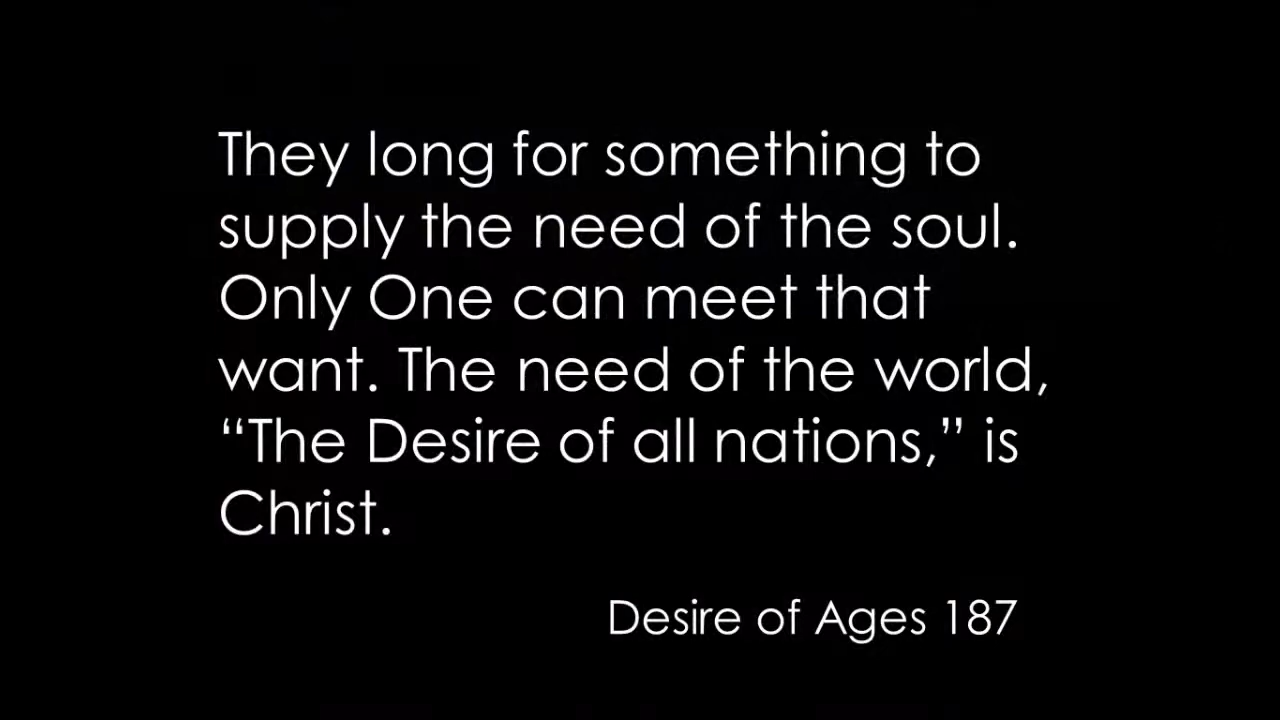 They long for something to
supply the need of the soul.
Only One can meet that
want. The need of the world,
“The Desire of all nations,” is
Christ.
Desire of Ages 187